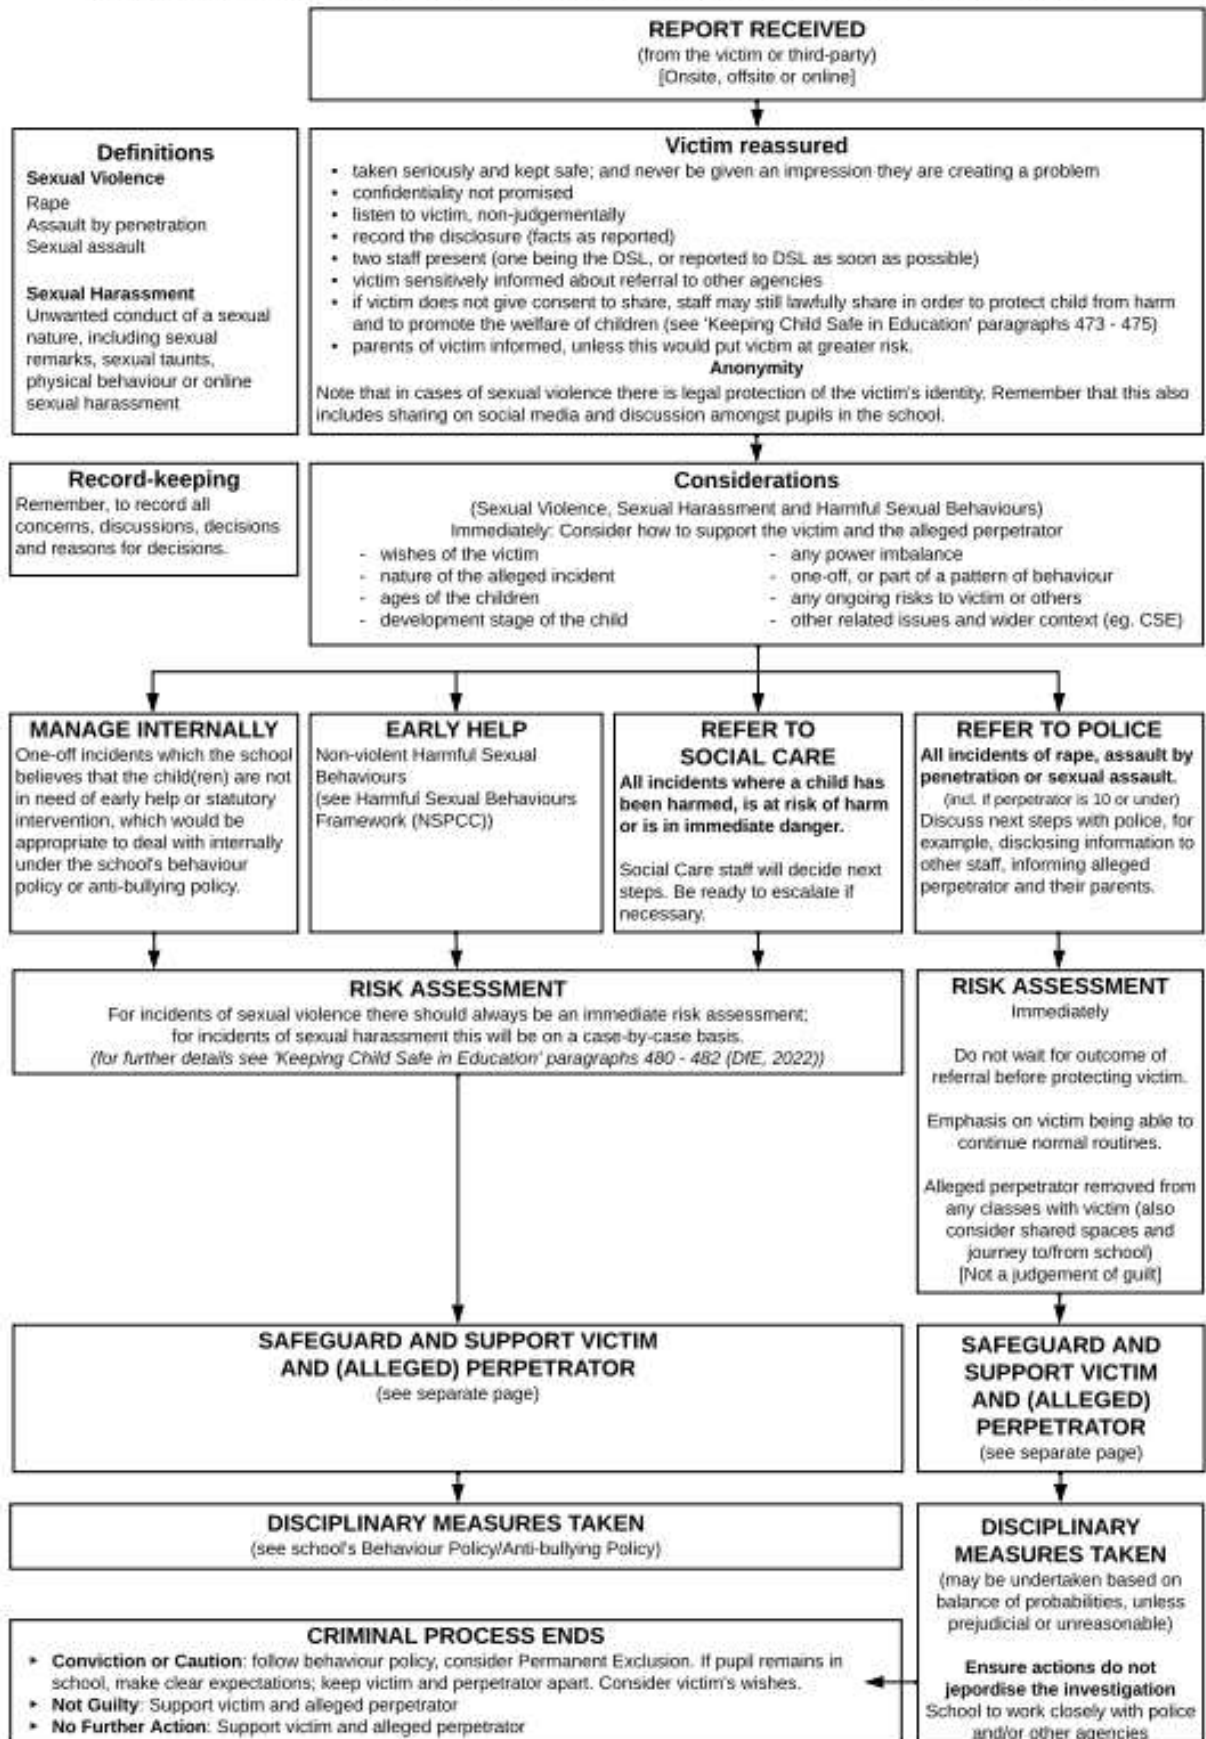 REPORT RECEIVED
(from the victim or third-party)
[Onsite, offsite or online]
Definitions
Sexual Violence
Rape
Assault by penetration
Sexual assault
Sexual Harassment
Unwanted conduct of a sexual
nature, including sexual
remarks, sexual taunts,
physical behaviour or online
sexual harassment
Victim reassured
• taken seriously and kept safe; and never be given an impression they are creating a problem
• confidentiality not promised
• listen to victim, non-judgementally
• record the disclosure (facts as reported)
• two staff present (one being the DSL, or reported to DSL as soon as possible)
• victim sensitively informed about referral to other agencies
• if victim does not give consent to share, staff may still lawfully share in order to protect child from harm
and to promote the welfare of children (see 'Keeping Child Safe in Education' paragraphs 473 - 475)
• parents of victim informed, unless this would put victim at greater risk.
Anonymity
Note that in cases of sexual violence there is legal protection of the victim's identity. Remember that this also
includes sharing on social media and discussion amongst pupils in the school.
Record-keeping
Remember, to record all
concerns, discussions, decisions
and reasons for decisions.
Considerations
(Sexual Violence, Sexual Harassment and Harmful Sexual Behaviours)
Immediately: Consider how to support the victim and the alleged perpetrator
- wishes of the victim
- nature of the alleged incident
- ages of the children
- development stage of the child
- any power imbalance
- one-off, or part of a pattern of behaviour
- any ongoing risks to victim or others
- other related issues and wider context (eg. CSE)
MANAGE INTERNALLY
One-off incidents which the school
believes that the child(ren) are not
in need of early help or statutory
intervention, which would be
appropriate to deal with internally
under the school's behaviour
policy or anti-bullying policy.
EARLY HELP
Non-violent Harmful Sexual
Behaviours
(see Harmful Sexual Behaviours
Framework (NSPCC))
REFER TO
SOCIAL CARE
All incidents where a child has
been harmed, is at risk of harm
or is in immediate danger.
Social Care staff will decide next
steps. Be ready to escalate if
necessary.
REFER TO POLICE
All incidents of rape, assault by
penetration or sexual assault.
(incl. if perpetrator is 10 or under)
Discuss next steps with police, for
example, disclosing information to
other staff, informing alleged
perpetrator and their parents.
RISK ASSESSMENT
For incidents of sexual violence there should always be an immediate risk assessment;
for incidents of sexual harassment this will be on a case-by-case basis.
(for further details see 'Keeping Child Safe in Education' paragraphs 480 - 482 (DfE, 2022))
RISK ASSESSMENT
Immediately
Do not wait for outcome of
referral before protecting victim.
Emphasis on victim being able to
continue normal routines.
Alleged perpetrator removed from
any classes with victim (also
consider shared spaces and
journey to/from school)
[Not a judgement of guilt]
SAFEGUARD AND SUPPORT VICTIM
AND (ALLEGED) PERPETRATOR
(see separate page)
SAFEGUARD AND
SUPPORT VICTIM
AND (ALLEGED)
PERPETRATOR
(see separate page)
DISCIPLINARY MEASURES TAKEN
(see school's Behaviour Policy/Anti-bullying Policy)
DISCIPLINARY
MEASURES TAKEN
(may be undertaken based on
balance of probabilities, unless
prejudicial or unreasonable)
Ensure actions do not
jepordise the investigation
School to work closely with police
and/or other agencies
CRIMINAL PROCESS ENDS
► Conviction or Caution: follow behaviour policy, consider Permanent Exclusion. If pupil remains in
school, make clear expectations; keep victim and perpetrator apart. Consider victim's wishes.
► Not Guilty: Support victim and alleged perpetrator
► No Further Action: Support victim and alleged perpetrator